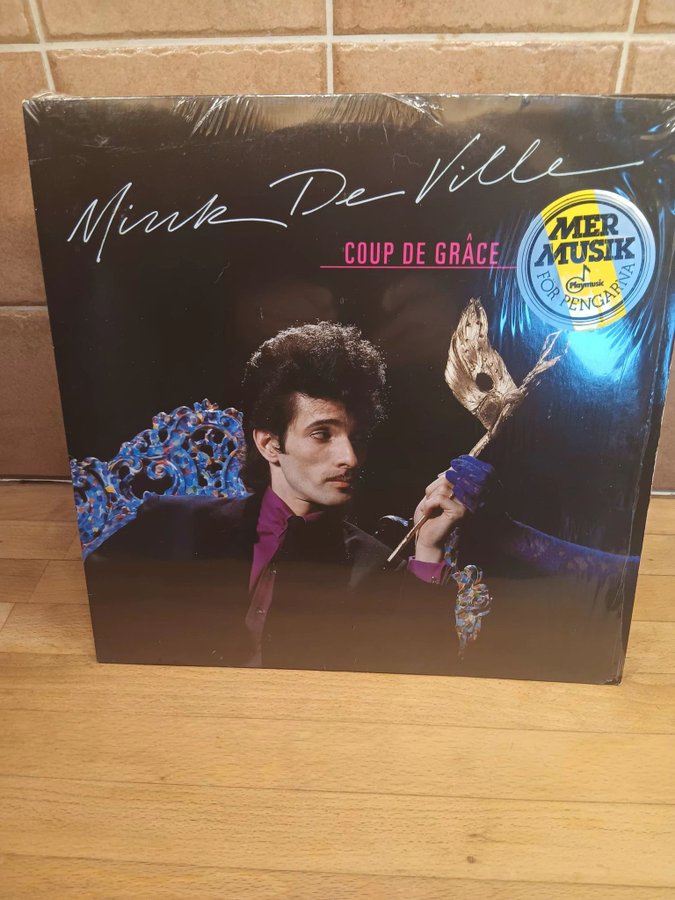 Mink De Ville
COUP DE GRÂCE
MER
MUSIK
Playmusic
FÖR PENGARNA